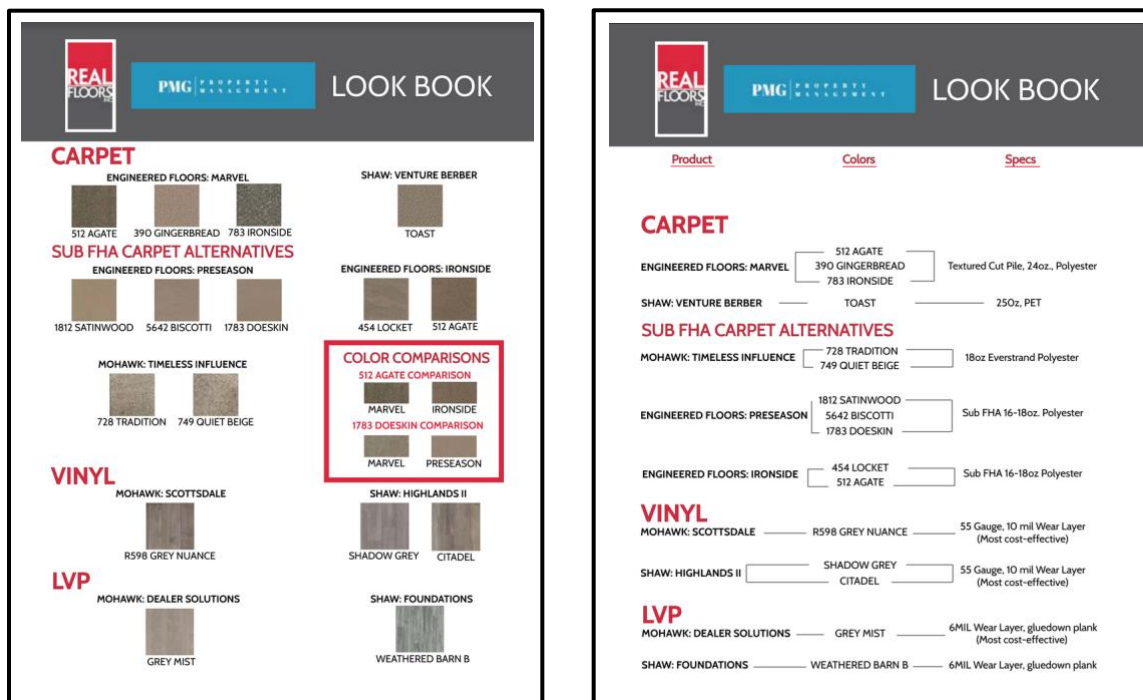 REAL
FLOORS
INC
PMG PROPERTY MANAGEMENT
LOOK BOOK
CARPET
ENGINEERED FLOORS: MARVEL
SHAW: VENTURE BERBER
512 AGATE 390 GINGERBREAD 783 IRONSIDE
TOAST
SUB FHA CARPET ALTERNATIVES
ENGINEERED FLOORS: PRESEASON
ENGINEERED FLOORS: IRONSIDE
1812 SATINWOOD 5642 BISCOTTI 1783 DOESKIN
454 LOCKET 512 AGATE
MOHAWK: TIMELESS INFLUENCE
728 TRADITION 749 QUIET BEIGE
COLOR COMPARISONS
512 AGATE COMPARISON
MARVEL IRONSIDE
1783 DOESKIN COMPARISON
MARVEL PRESEASON
VINYL
MOHAWK: SCOTTSDALE
SHAW: HIGHLANDS II
R598 GREY NUANCE
SHADOW GREY CITADEL
LVP
MOHAWK: DEALER SOLUTIONS
SHAW: FOUNDATIONS
GREY MIST
WEATHERED BARN B
REAL
FLOORS
INC
PMG PROPERTY MANAGEMENT
LOOK BOOK
Product Colors Specs
CARPET
512 AGATE
ENGINEERED FLOORS: MARVEL 390 GINGERBREAD Textured Cut Pile, 24oz., Polyester
783 IRONSIDE
SHAW: VENTURE BERBER TOAST 25Oz, PET
SUB FHA CARPET ALTERNATIVES
728 TRADITION
MOHAWK: TIMELESS INFLUENCE 18oz Everstrand Polyester
749 QUIET BEIGE
1812 SATINWOOD
ENGINEERED FLOORS: PRESEASON 5642 BISCOTTI Sub FHA 16-18oz. Polyester
1783 DOESKIN
454 LOCKET
ENGINEERED FLOORS: IRONSIDE Sub FHA 16-18oz Polyester
512 AGATE
VINYL
MOHAWK: SCOTTSDALE R598 GREY NUANCE 55 Gauge, 10 mil Wear Layer
(Most cost-effective)
SHADOW GREY
SHAW: HIGHLANDS II 55 Gauge, 10 mil Wear Layer
CITADEL (Most cost-effective)
LVP
MOHAWK: DEALER SOLUTIONS GREY MIST 6MIL Wear Layer, gluedown plank
(Most cost-effective)
SHAW: FOUNDATIONS WEATHERED BARN B 6MIL Wear Layer, gluedown plank